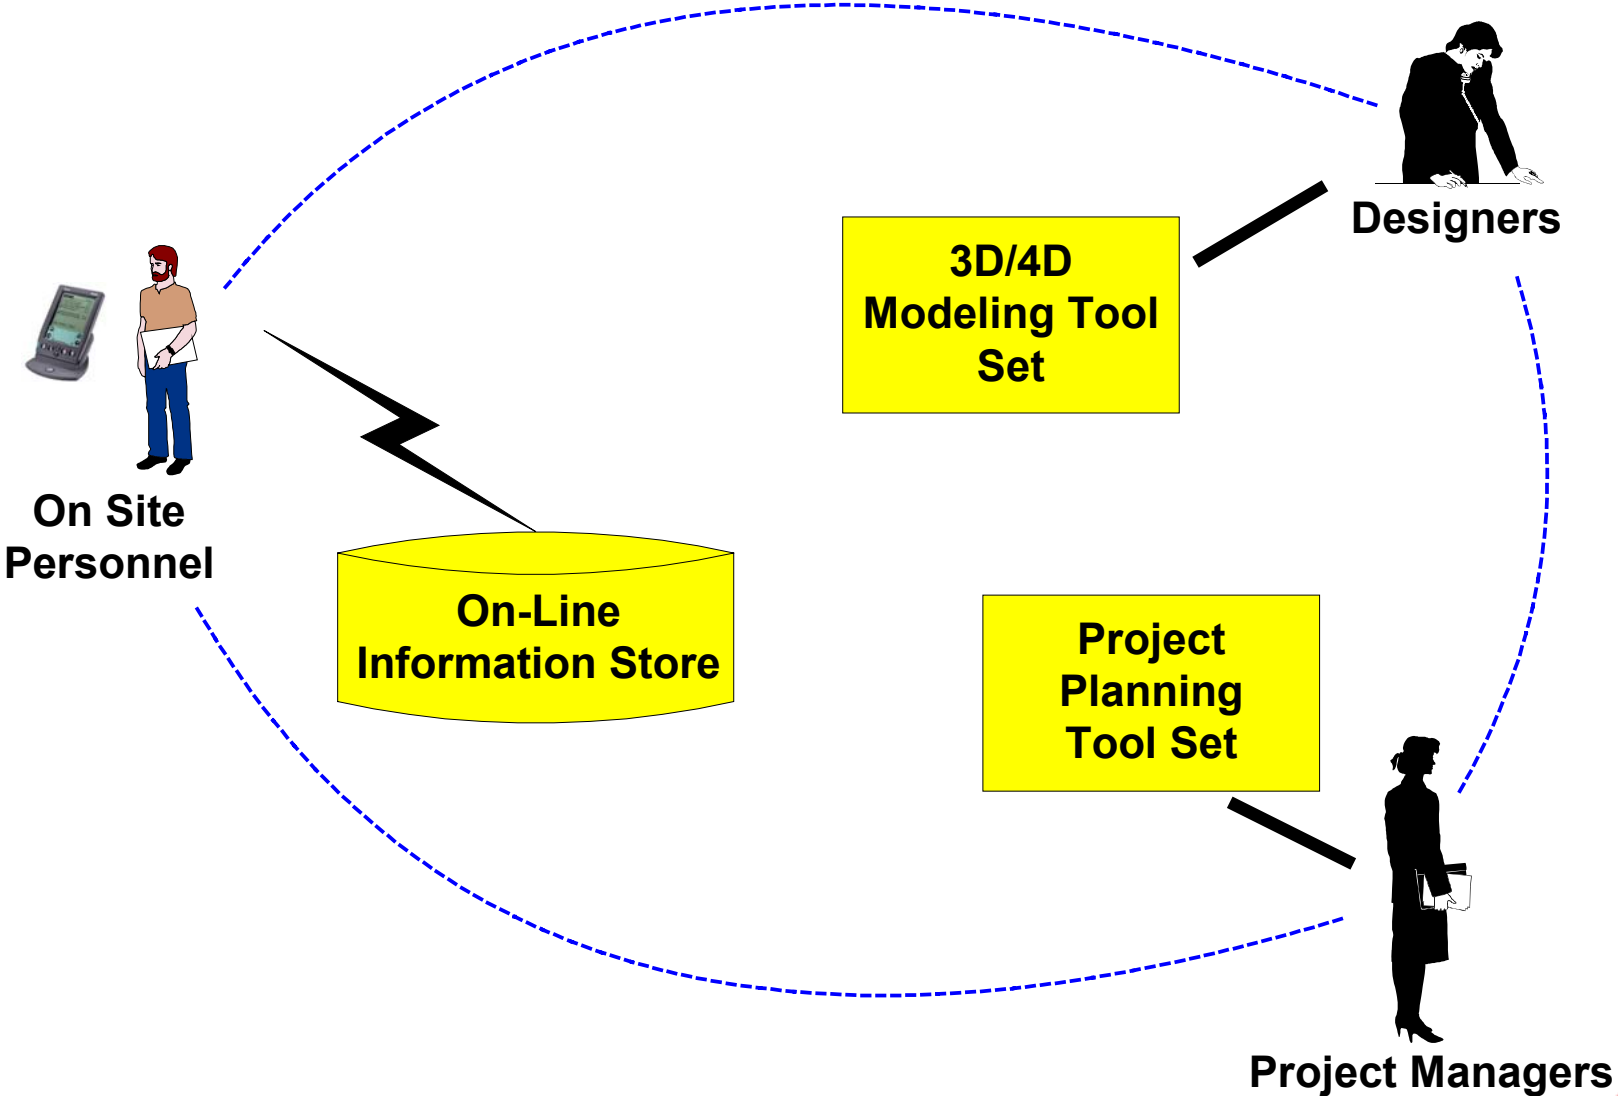 Designers
3D/4D
Modeling Tool
Set
On Site
Personnel
On-Line
Information Store
Project
Planning
Tool Set
Project Managers